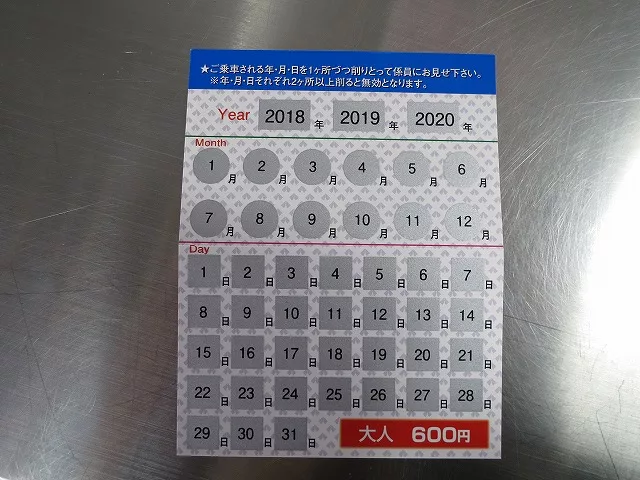 ★ご乗車される年・月・日を1ヶ所づつ削りとって係員にお見せ下さい。
※年・月・日それぞれ2ヶ所以上削ると無効となります。
Year 2018 年 2019 年 2020 年
Month
1 月 2 月 3 月 4 月 5 月 6 月
7 月 8 月 9 月 10 月 11 月 12 月
Day
1 日 2 日 3 日 4 日 5 日 6 日 7 日
8 日 9 日 10 日 11 日 12 日 13 日 14 日
15 日 16 日 17 日 18 日 19 日 20 日 21 日
22 日 23 日 24 日 25 日 26 日 27 日 28 日
29 日 30 日 31 日 大人 600円